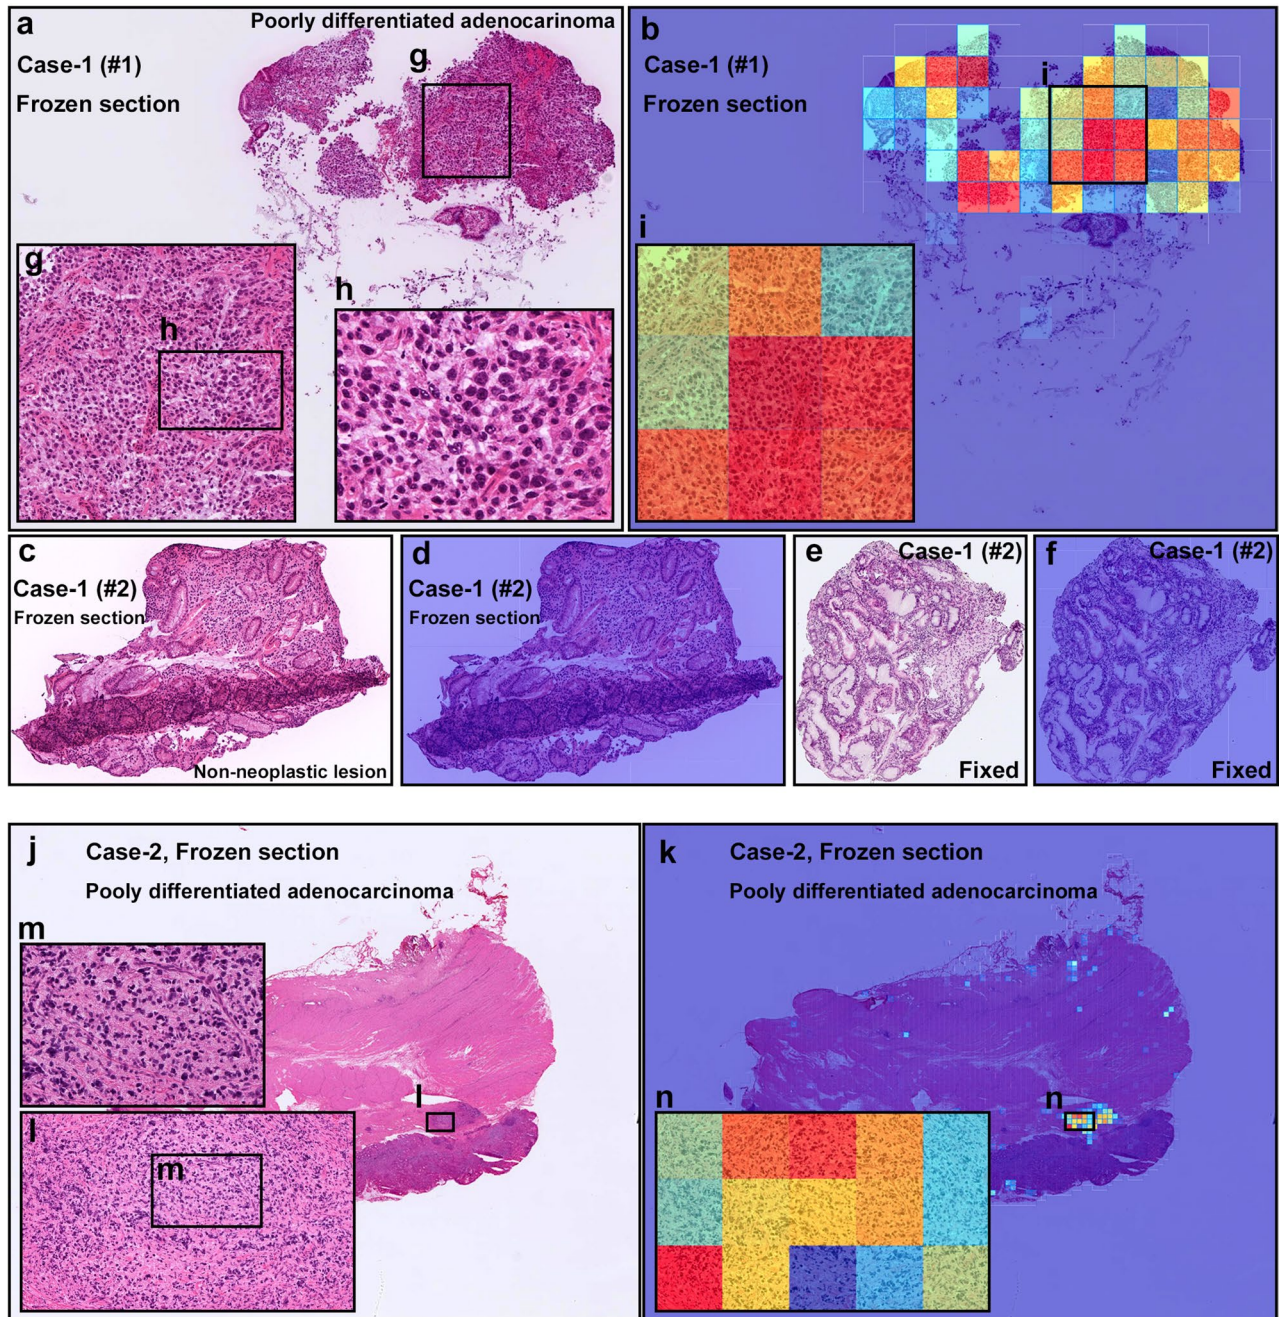 a
Poorly differentiated adenocarinoma
Case-1 (#1)
Frozen section
g
g
h
h
b
Case-1 (#1)
Frozen section
i
i
c
Case-1 (#2)
Frozen section
Non-neoplastic lesion
d
Case-1 (#2)
Frozen section
e
Case-1 (#2)
Fixed
f
Case-1 (#2)
Fixed
j
Case-2, Frozen section
Pooly differentiated adenocarcinoma
m
l
l
m
k
Case-2, Frozen section
Pooly differentiated adenocarcinoma
n
n